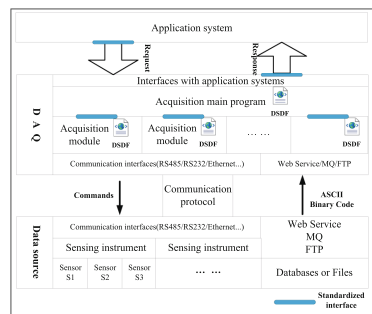 Application system
Request
Response
Interfaces with application systems
Acquisition main program
DSDF
DAQ
Acquisition module
DSDF
Acquisition module
DSDF
... ...
DSDF
Communication interfaces(RS485/RS232/Ethernet...)
Web Service/MQ/FTP
Commands
Communication
protocol
ASCII
Binary Code
Data source
Communication interfaces(RS485/RS232/Ethernet...)
Web Service
MQ
FTP
Sensing instrument
Sensing instrument
Sensor
S1
Sensor
S2
Sensor
S3
... ...
Databases or Files
Standardized
interface